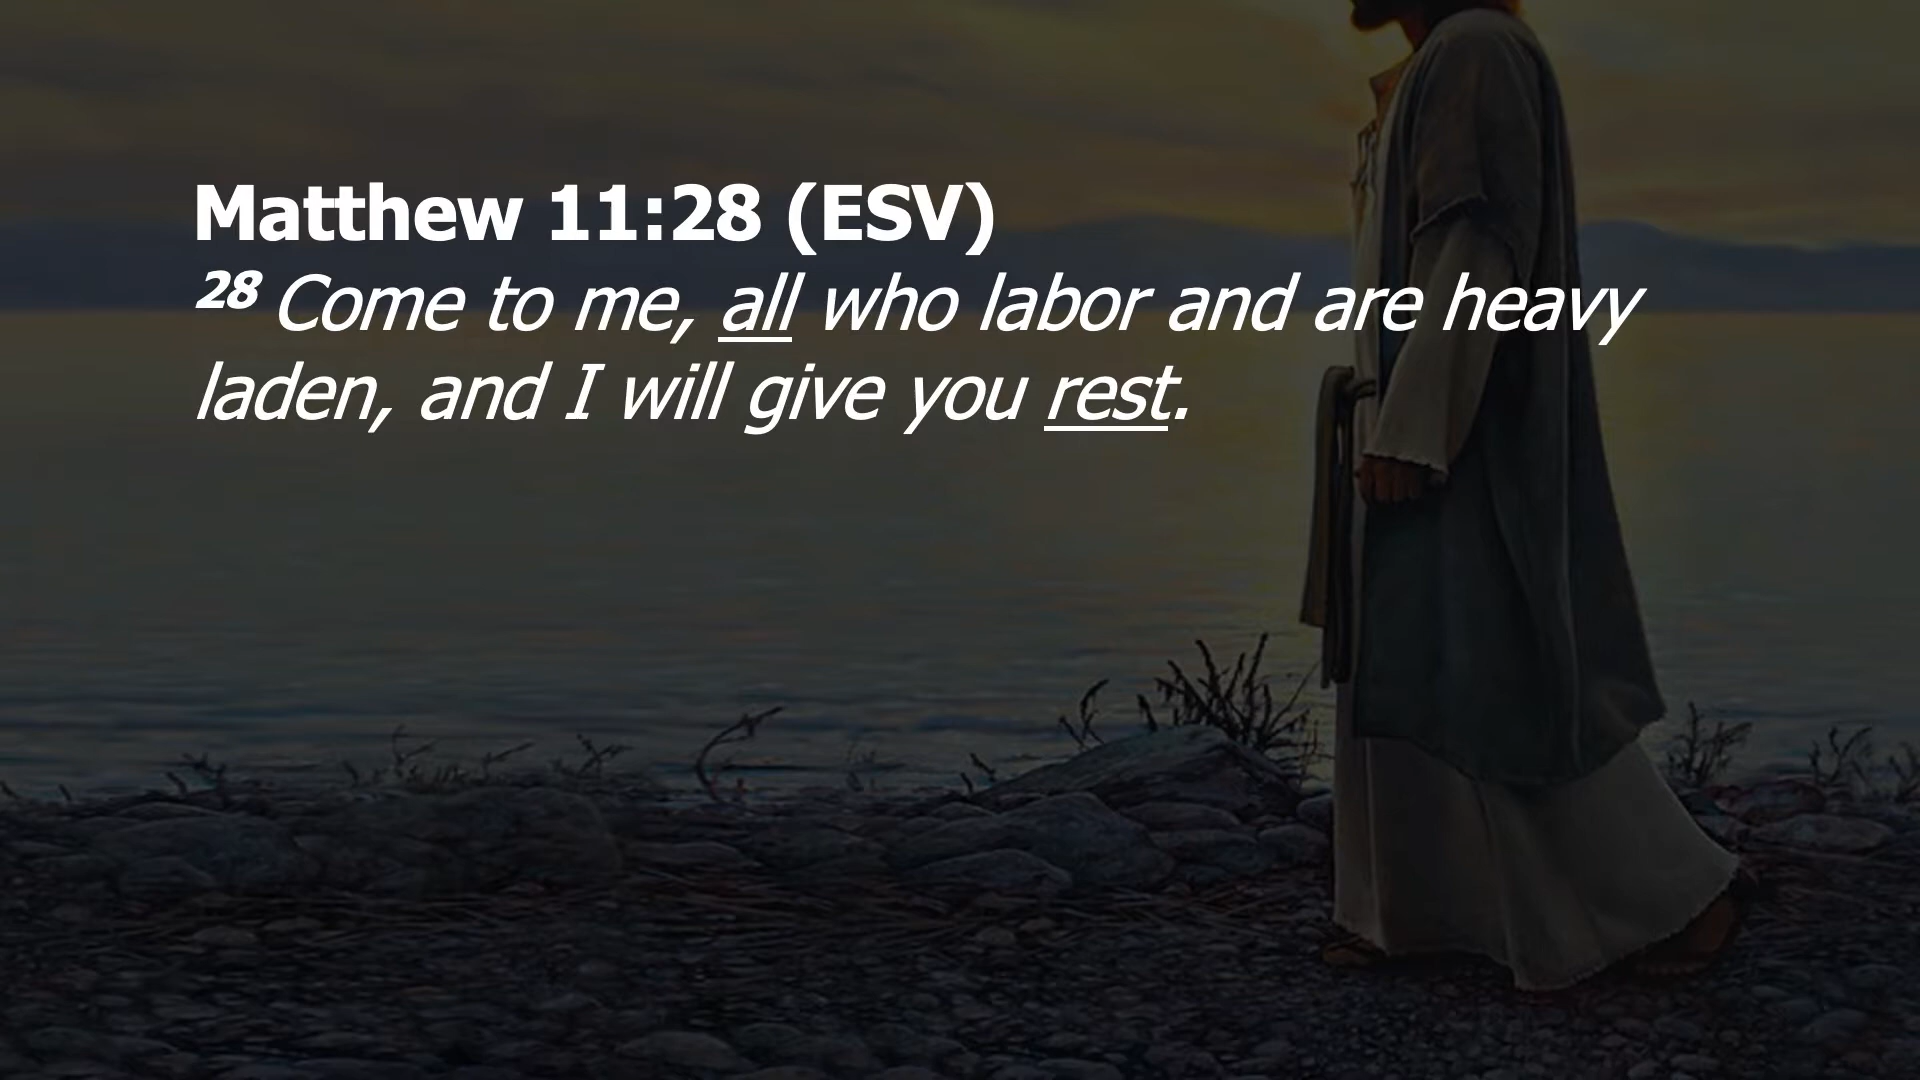 Matthew 11:28 (ESV)
28 Come to me, all who labor and are heavy
laden, and I will give you rest.